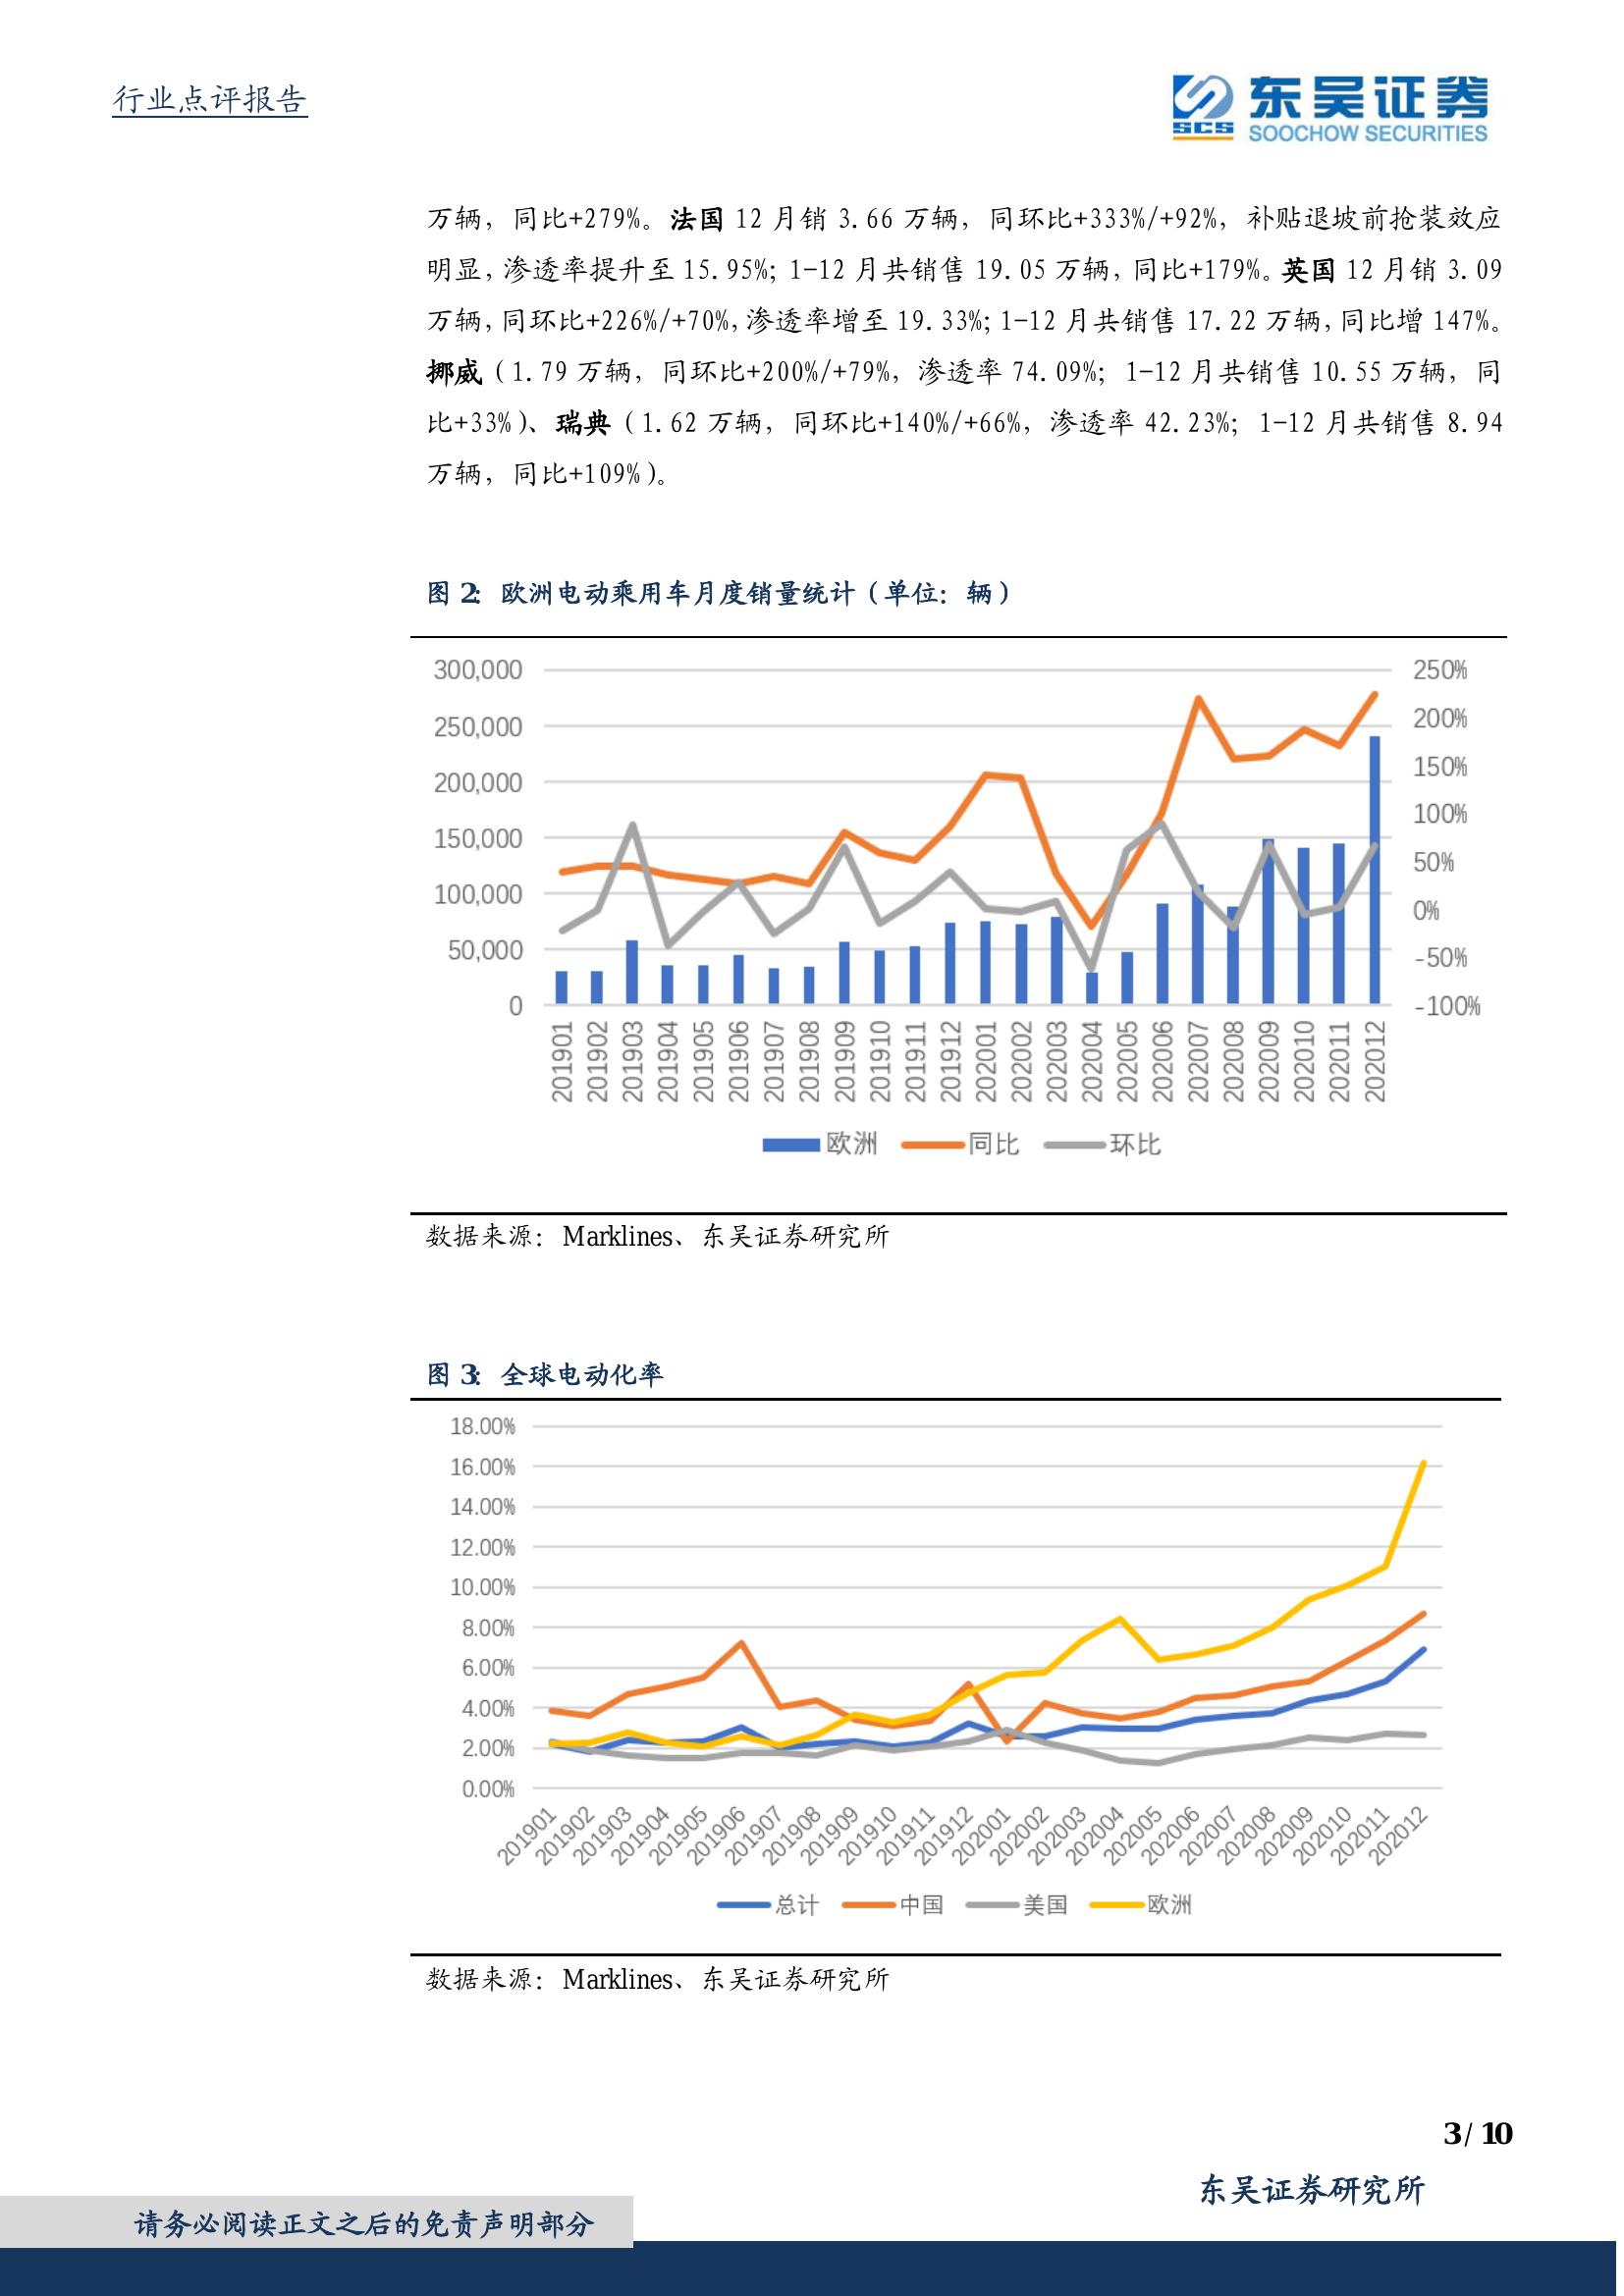 行业点评报告
东吴证券
SCS
SOOCHOW SECURITIES
万辆，同比+279%。法国 12 月销 3.66 万辆，同环比+333%/+92%，补贴退坡前抢装效应
明显，渗透率提升至 15.95%；1-12 月共销售 19.05 万辆，同比+179%。英国 12 月销 3.09
万辆，同环比+226%/+70%，渗透率增至 19.33%；1-12 月共销售 17.22 万辆，同比增 147%。
挪威（1.79 万辆，同环比+200%/+79%，渗透率 74.09%；1-12 月共销售 10.55 万辆，同
比+33%）、瑞典（1.62 万辆，同环比+140%/+66%，渗透率 42.23%；1-12 月共销售 8.94
万辆，同比+109%）。
图 2：欧洲电动乘用车月度销量统计（单位：辆）
300,000 250%
250,000 200%
200,000 150%
150,000 100%
100,000 50%
50,000 0%
0 -50%
-100%
201901 201902 201903 201904 201905 201906 201907 201908 201909 201910 201911 201912 202001 202002 202003 202004 202005 202006 202007 202008 202009 202010 202011 202012
欧洲 同比 环比
数据来源：Marklines、东吴证券研究所
图 3：全球电动化率
18.00%
16.00%
14.00%
12.00%
10.00%
8.00%
6.00%
4.00%
2.00%
0.00%
201901 201902 201903 201904 201905 201906 201907 201908 201909 201910 201911 201912 202001 202002 202003 202004 202005 202006 202007 202008 202009 202010 202011 202012
总计 中国 美国 欧洲
数据来源：Marklines、东吴证券研究所
3 / 10
东吴证券研究所
请务必阅读正文之后的免责声明部分